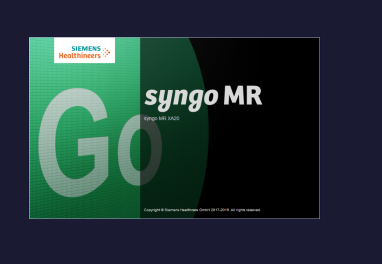 SIEMENS
Healthineers
Go
syngo MR
syngo MR XA20
Copyright © Siemens Healthcare GmbH 2017-2019. All rights reserved.